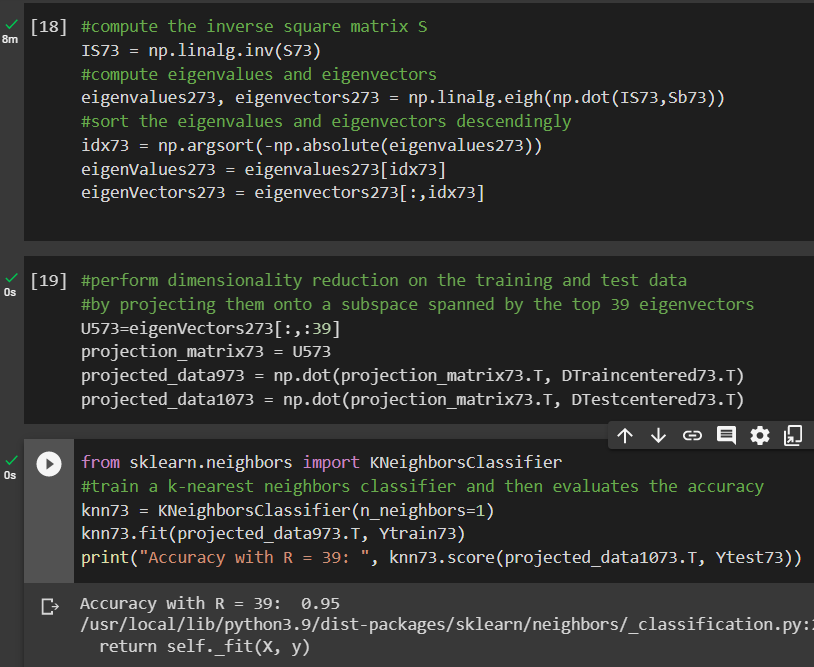 [18] #compute the inverse square matrix S
8m
IS73 = np.linalg.inv(S73)
#compute eigenvalues and eigenvectors
eigenvalues273, eigenvectors273 = np.linalg.eigh(np.dot(IS73,Sb73))
#sort the eigenvalues and eigenvectors descendingly
idx73 = np.argsort(-np.absolute(eigenvalues273))
eigenValues273 = eigenvalues273[idx73]
eigenVectors273 = eigenvectors273[:,idx73]
[19] #perform dimensionality reduction on the training and test data
0s
#by projecting them onto a subspace spanned by the top 39 eigenvectors
U573=eigenVectors273[:,:39]
projection_matrix73 = U573
projected_data973 = np.dot(projection_matrix73.T, DTraincentered73.T)
projected_data1073 = np.dot(projection_matrix73.T, DTestcentered73.T)
from sklearn.neighbors import KNeighborsClassifier
0s
#train a k-nearest neighbors classifier and then evaluates the accuracy
knn73 = KNeighborsClassifier(n_neighbors=1)
knn73.fit(projected_data973.T, Ytrain73)
print("Accuracy with R = 39: ", knn73.score(projected_data1073.T, Ytest73))
Accuracy with R = 39:  0.95
/usr/local/lib/python3.9/dist-packages/sklearn/neighbors/_classification.py:
return self._fit(X, y)